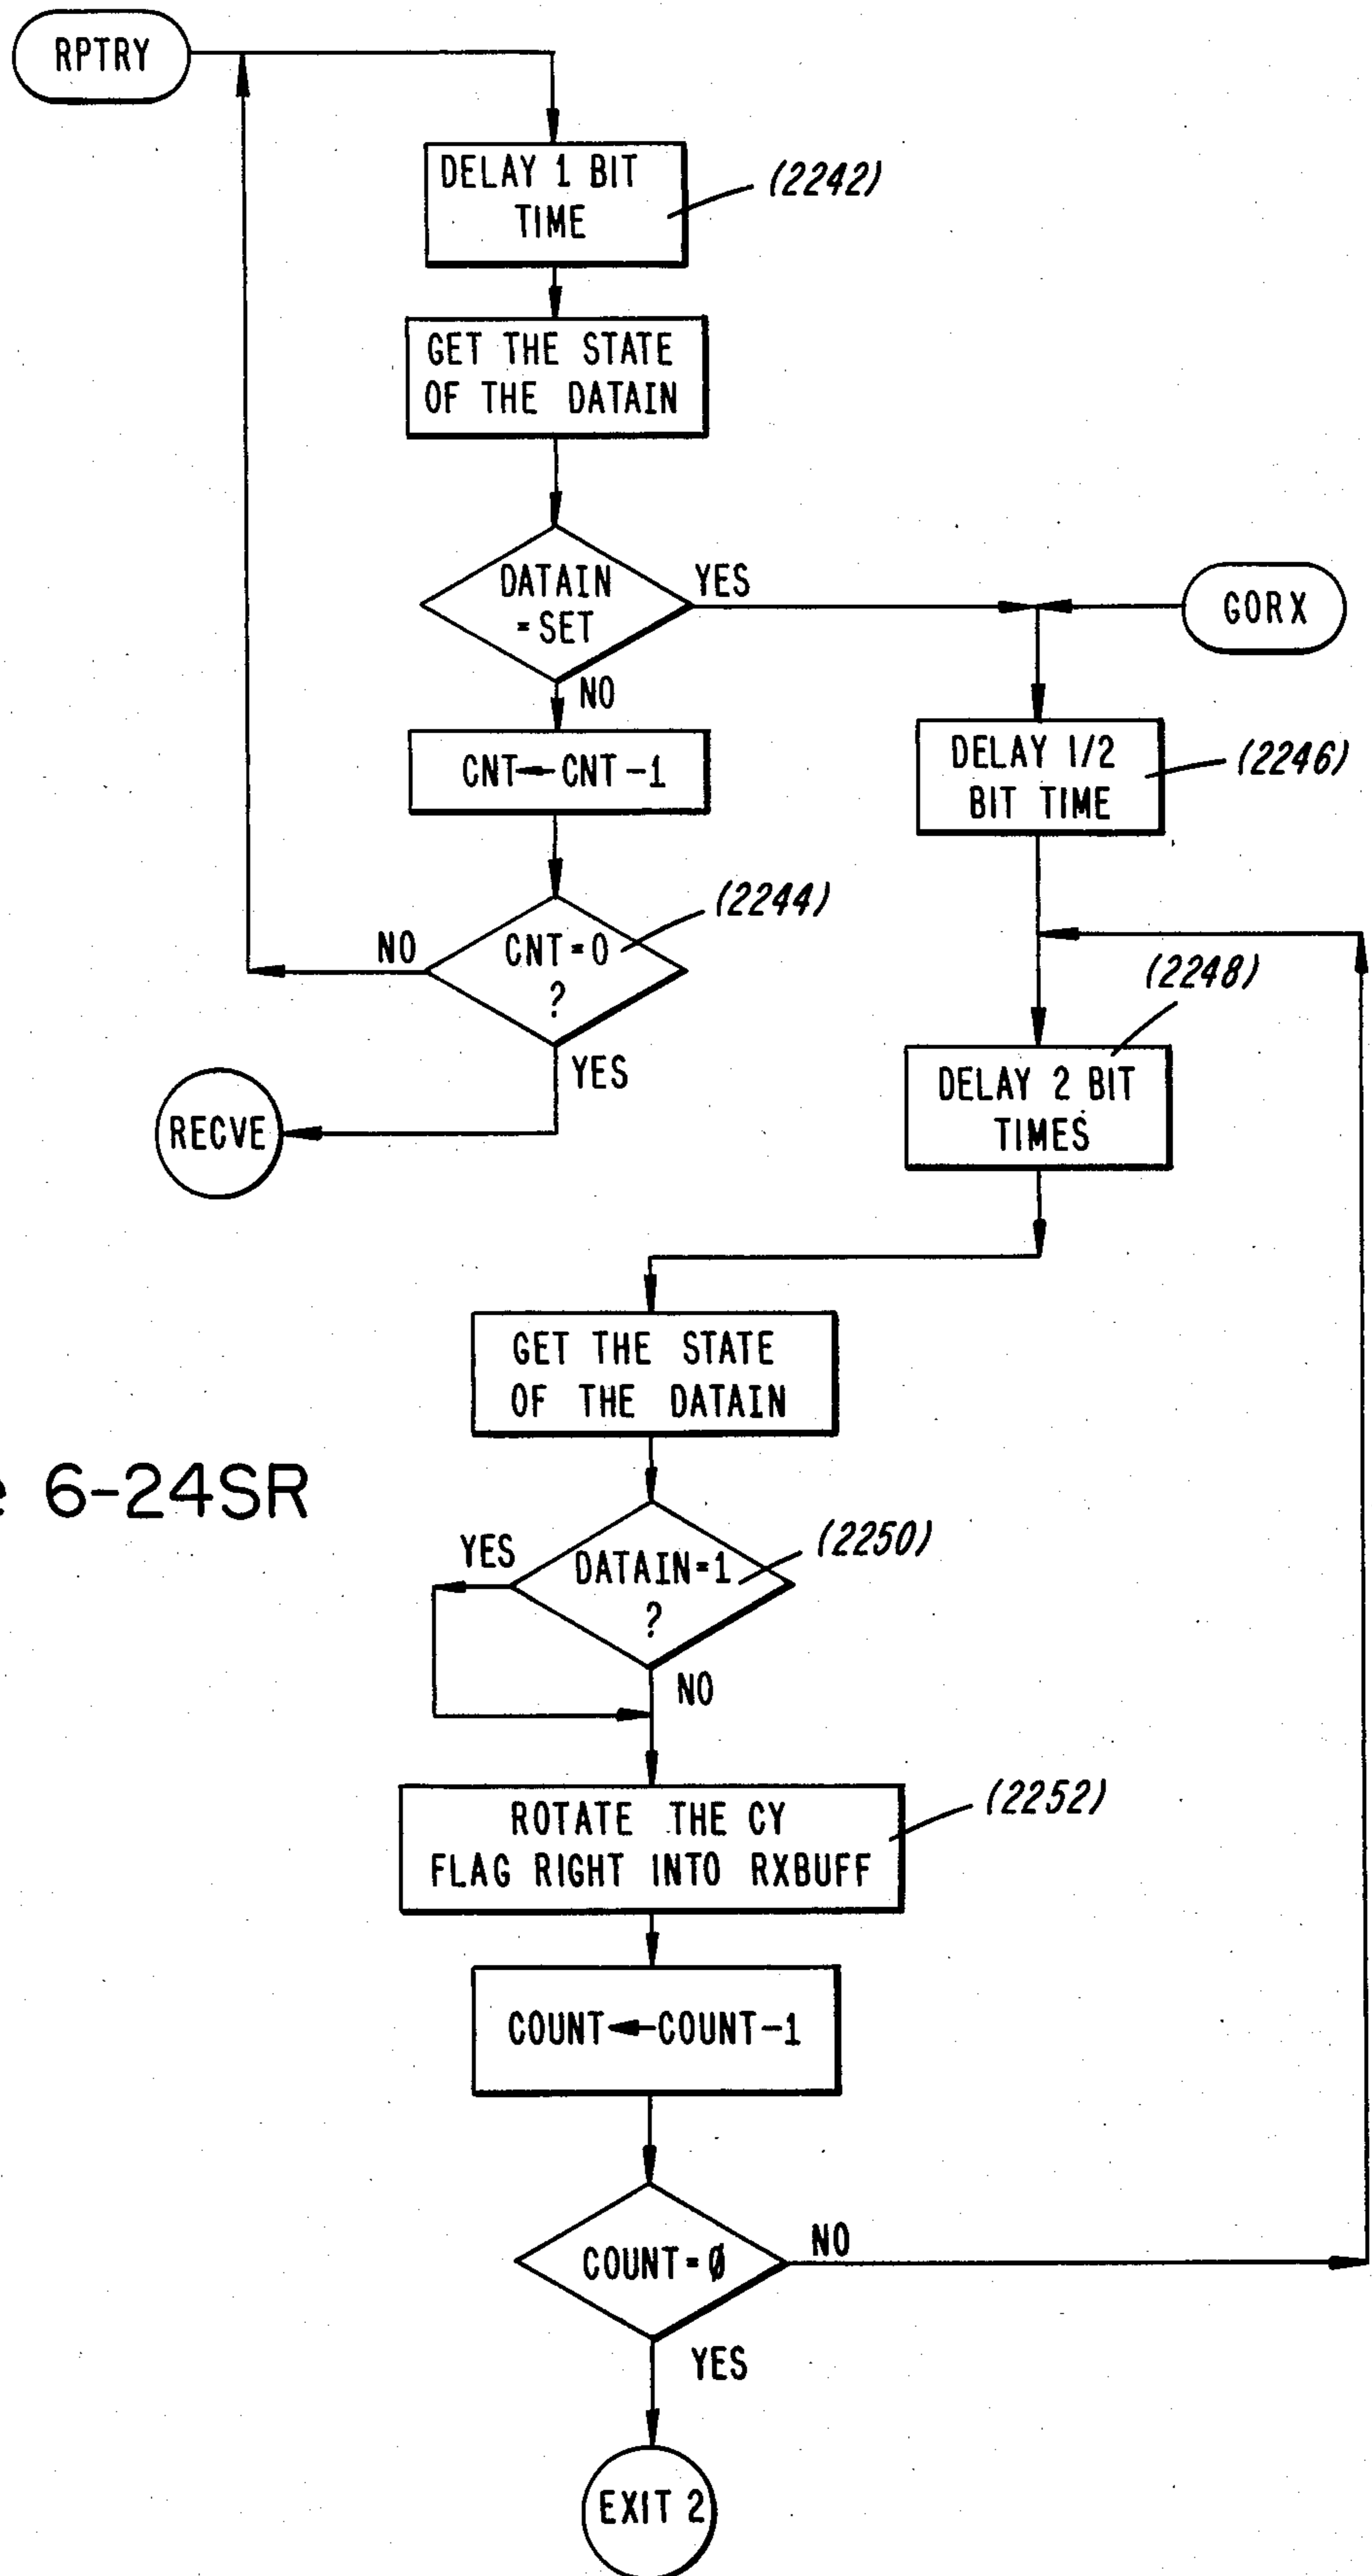 RPTRY
DELAY 1 BIT
TIME
(2242)
GET THE STATE
OF THE DATAIN
DATAIN
=SET
YES
GORX
NO
CNT←CNT-1
DELAY 1/2
BIT TIME
(2246)
(2244)
CNT=0
?
NO
YES
RECVE
(2248)
DELAY 2 BIT
TIMES
GET THE STATE
OF THE DATAIN
6-24SR
(2250)
DATAIN=1
?
YES
NO
ROTATE THE CY
FLAG RIGHT INTO RXBUFF
(2252)
COUNT←COUNT-1
COUNT=Ø
NO
YES
EXIT 2